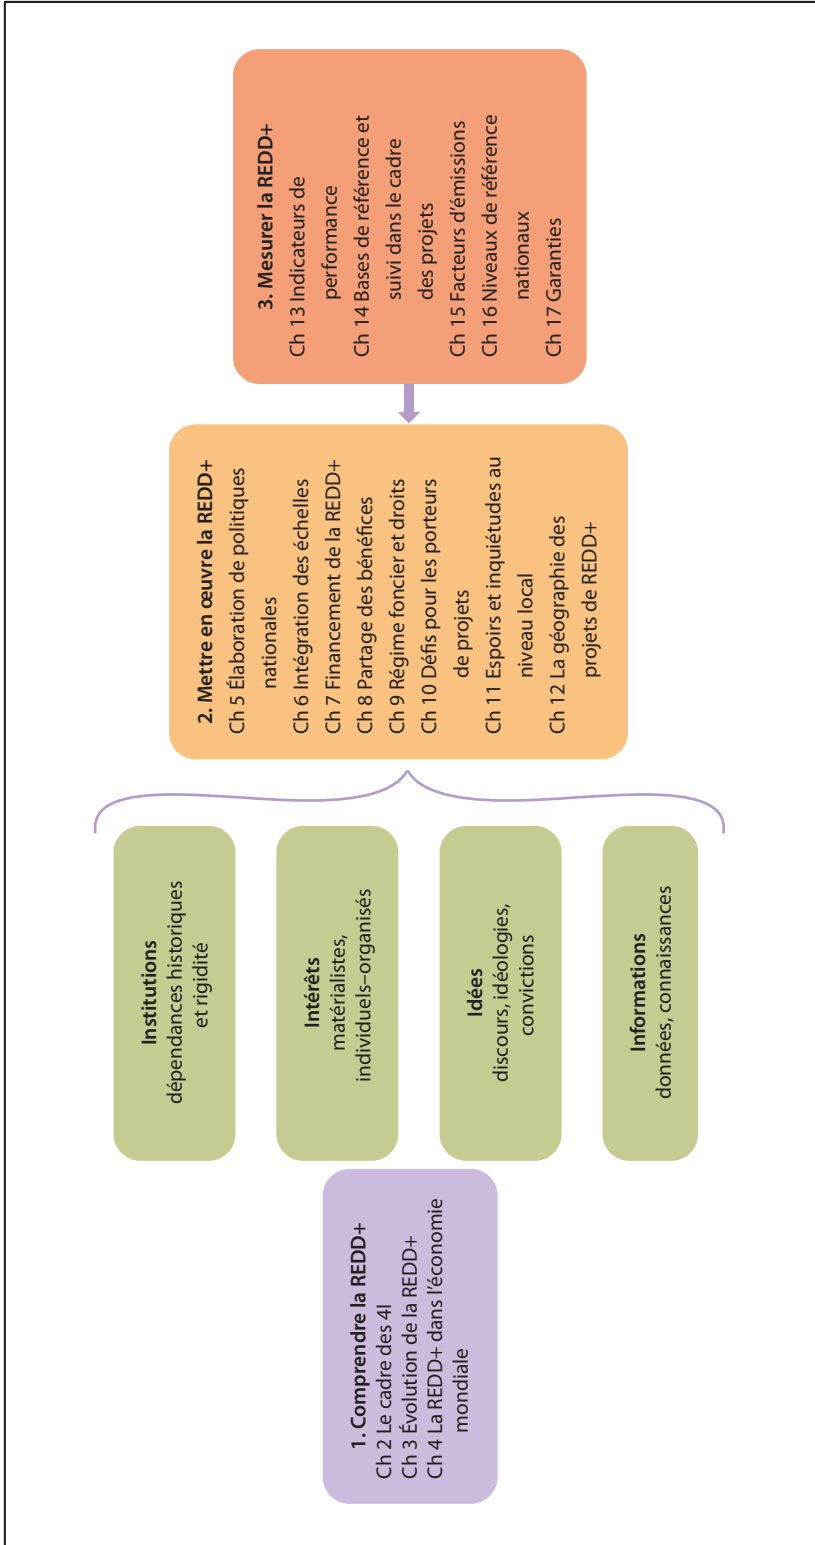 1. Comprendre la REDD+
Ch 2 Le cadre des 4I
Ch 3 Évolution de la REDD+
Ch 4 La REDD+ dans l'économie
mondiale
Institutions
dépendances historiques
et rigidité
Intérêts
matérialistes,
individuels–organisés
Idées
discours, idéologies,
convictions
Informations
données, connaissances
2. Mettre en œuvre la REDD+
Ch 5 Élaboration de politiques
nationales
Ch 6 Intégration des échelles
Ch 7 Financement de la REDD+
Ch 8 Partage des bénéfices
Ch 9 Régime foncier et droits
Ch 10 Défis pour les porteurs
de projets
Ch 11 Espoirs et inquiétudes au
niveau local
Ch 12 La géographie des
projets de REDD+
3. Mesurer la REDD+
Ch 13 Indicateurs de
performance
Ch 14 Bases de référence et
suivi dans le cadre
des projets
Ch 15 Facteurs d'émissions
Ch 16 Niveaux de référence
nationaux
Ch 17 Garanties